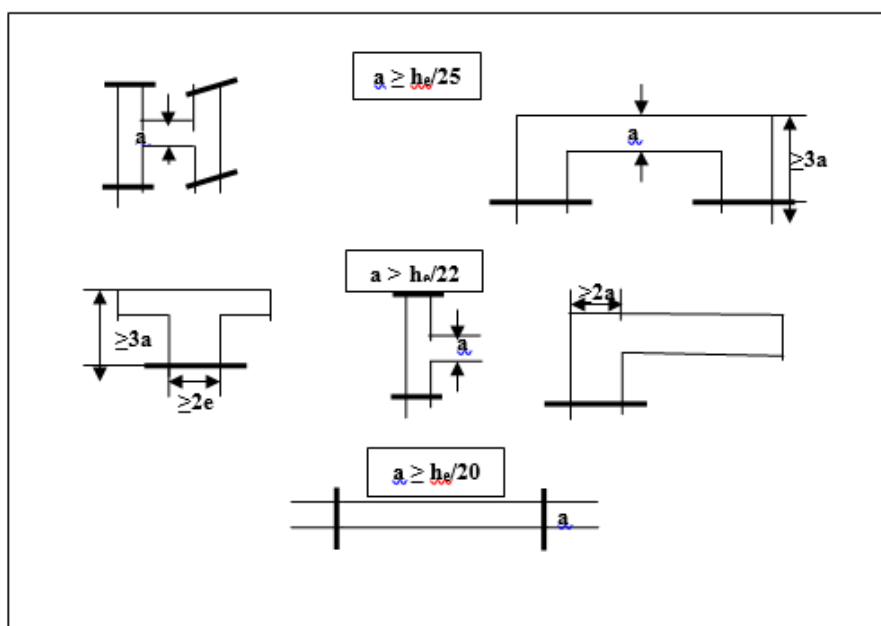 a ≥ hₑ/25
a
a
≥3a
a > hₑ/22
≥2a
≥3a
a
≥2e
a ≥ hₑ/20
a